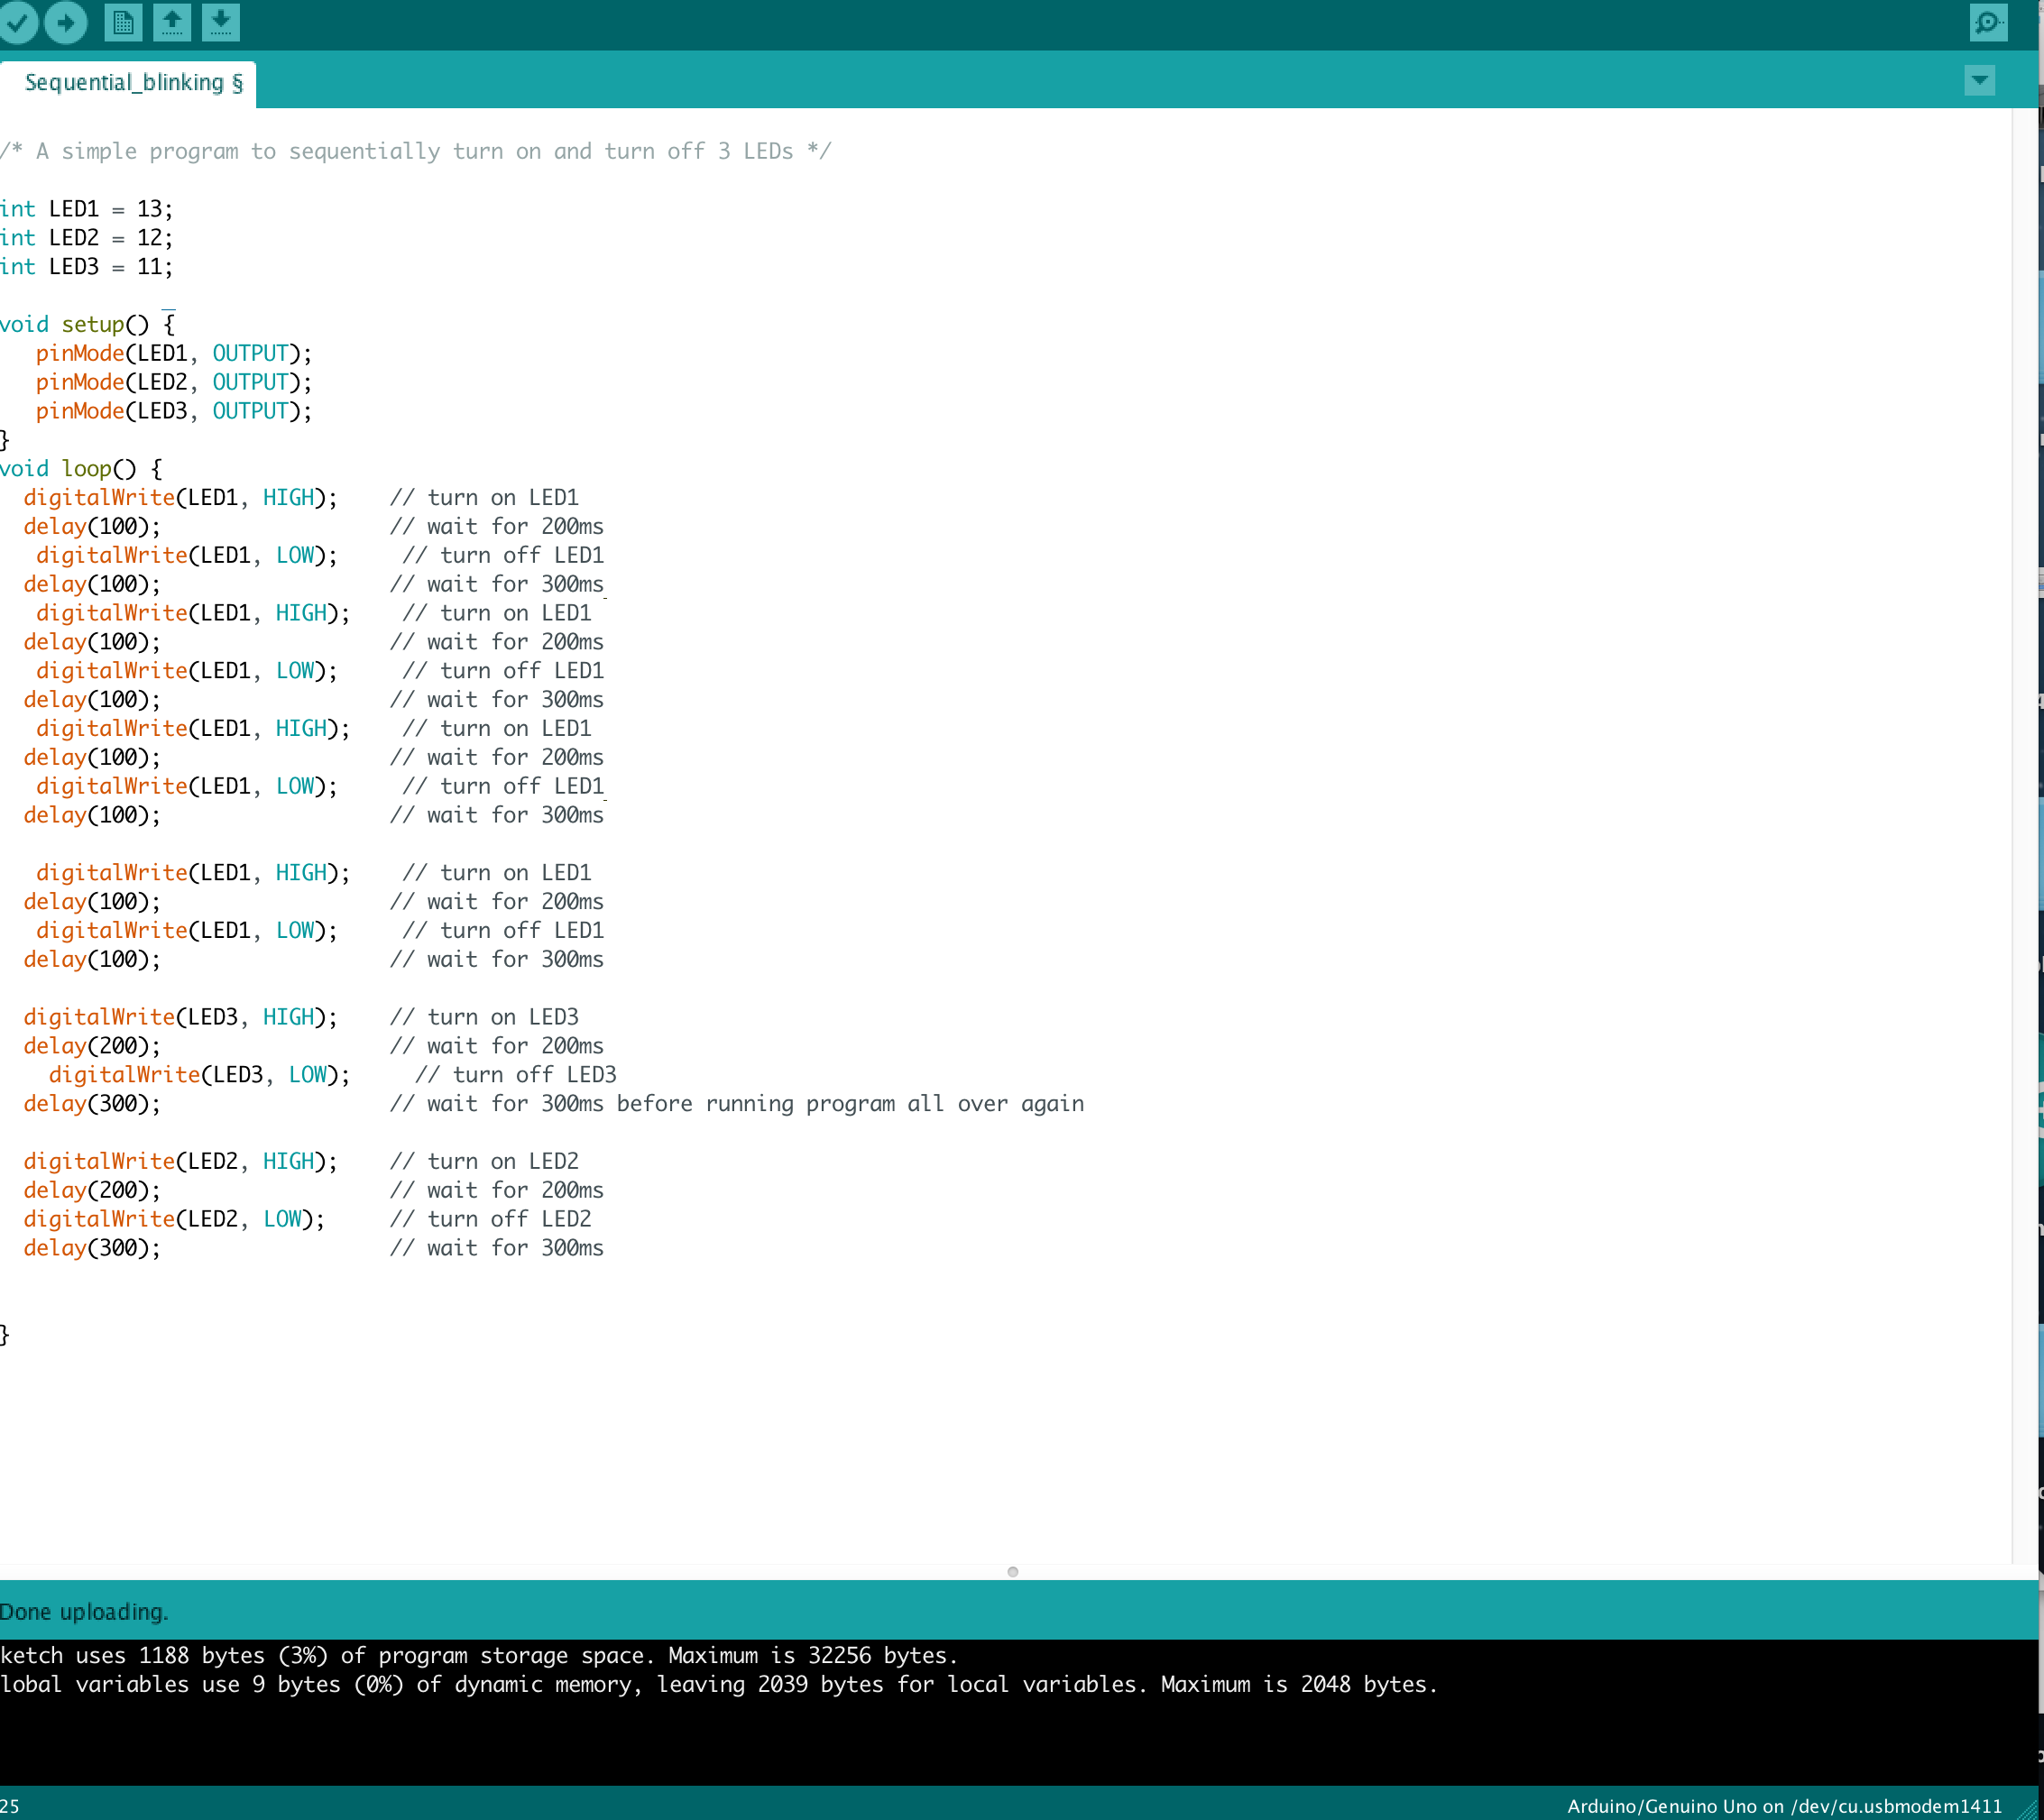 Sequential_blinking §
/* A simple program to sequentially turn on and turn off 3 LEDs */
int LED1 = 13;
int LED2 = 12;
int LED3 = 11;
void setup() {
pinMode(LED1, OUTPUT);
pinMode(LED2, OUTPUT);
pinMode(LED3, OUTPUT);
}
void loop() {
digitalWrite(LED1, HIGH); // turn on LED1
delay(100); // wait for 200ms
digitalWrite(LED1, LOW); // turn off LED1
delay(100); // wait for 300ms
digitalWrite(LED1, HIGH); // turn on LED1
delay(100); // wait for 200ms
digitalWrite(LED1, LOW); // turn off LED1
delay(100); // wait for 300ms
digitalWrite(LED1, HIGH); // turn on LED1
delay(100); // wait for 200ms
digitalWrite(LED1, LOW); // turn off LED1
delay(100); // wait for 300ms
digitalWrite(LED1, HIGH); // turn on LED1
delay(100); // wait for 200ms
digitalWrite(LED1, LOW); // turn off LED1
delay(100); // wait for 300ms
digitalWrite(LED3, HIGH); // turn on LED3
delay(200); // wait for 200ms
digitalWrite(LED3, LOW); // turn off LED3
delay(300); // wait for 300ms before running program all over again
digitalWrite(LED2, HIGH); // turn on LED2
delay(200); // wait for 200ms
digitalWrite(LED2, LOW); // turn off LED2
delay(300); // wait for 300ms
}
Done uploading.
ketch uses 1188 bytes (3%) of program storage space. Maximum is 32256 bytes.
lobal variables use 9 bytes (0%) of dynamic memory, leaving 2039 bytes for local variables. Maximum is 2048 bytes.
25 Arduino/Genuino Uno on /dev/cu.usbmodem1411